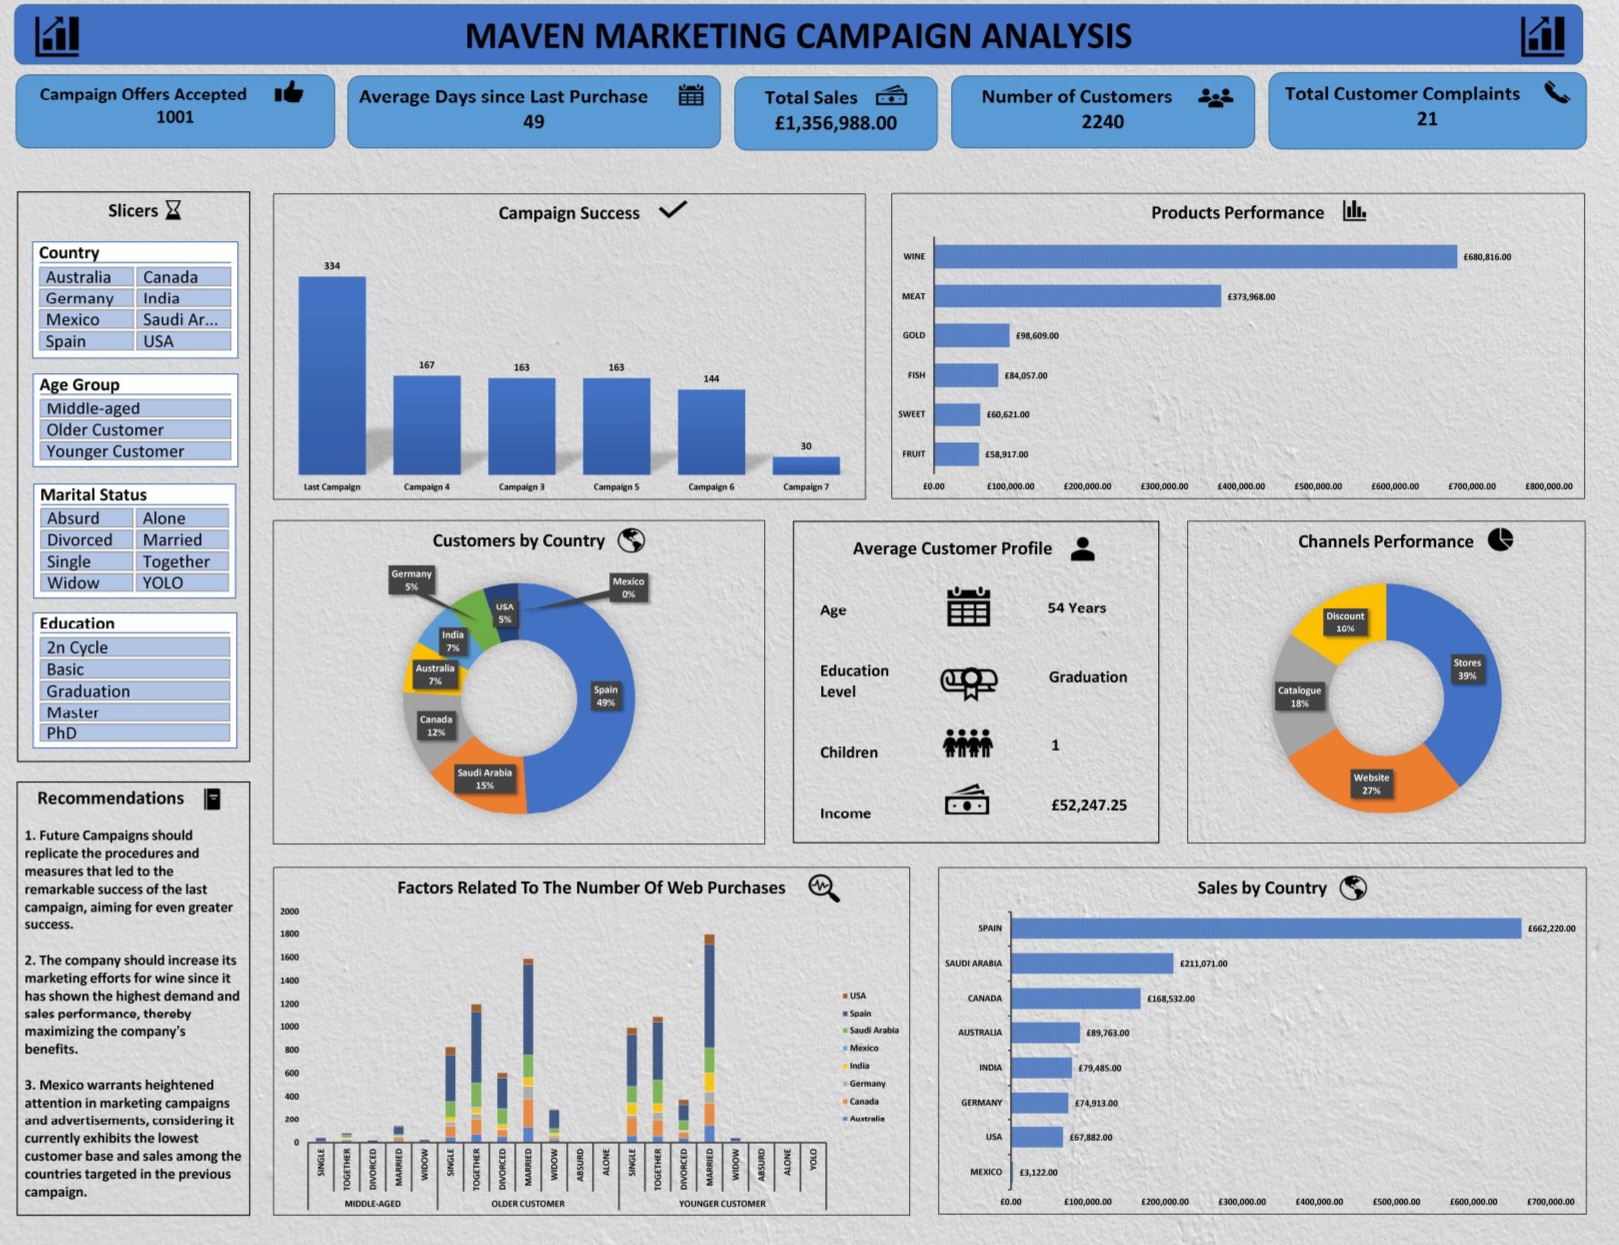 MAVEN MARKETING CAMPAIGN ANALYSIS
Campaign Offers Accepted
1001
Average Days since Last Purchase
49
Total Sales
£1,356,988.00
Number of Customers
2240
Total Customer Complaints
21
Slicers
Country
Australia Canada
Germany India
Mexico Saudi Ar...
Spain USA
Age Group
Middle-aged
Older Customer
Younger Customer
Marital Status
Absurd Alone
Divorced Married
Single Together
Widow YOLO
Education
2n Cycle
Basic
Graduation
Master
PhD
Recommendations
1. Future Campaigns should
replicate the procedures and
measures that led to the
remarkable success of the last
campaign, aiming for even greater
success.
2. The company should increase its
marketing efforts for wine since it
has shown the highest demand and
sales performance, thereby
maximizing the company's
benefits.
3. Mexico warrants heightened
attention in marketing campaigns
and advertisements, considering it
currently exhibits the lowest
customer base and sales among the
countries targeted in the previous
campaign.
Campaign Success
334
167
163
163
144
30
Last Campaign Campaign 4 Campaign 3 Campaign 5 Campaign 6 Campaign 7
Products Performance
WINE £680,816.00
MEAT £373,968.00
GOLD £98,609.00
FISH £84,057.00
SWEET £60,621.00
FRUIT £58,917.00
£0.00 £100,000.00 £200,000.00 £300,000.00 £400,000.00 £500,000.00 £600,000.00 £700,000.00 £800,000.00
Customers by Country
Germany
5%
Mexico
0%
USA
5%
India
7%
Australia
7%
Spain
49%
Canada
12%
Saudi Arabia
15%
Average Customer Profile
Age 54 Years
Education
Level
Graduation
Children 1
Income £52,247.25
Channels Performance
Discount
16%
Stores
39%
Catalogue
18%
Website
27%
Factors Related To The Number Of Web Purchases
2000
1800
1600
1400
1200
1000
800
600
400
200
0
SINGLE TOGETHER DIVORCED MARRIED WIDOW SINGLE TOGETHER DIVORCED MARRIED WIDOW ABSURD ALONE SINGLE TOGETHER DIVORCED MARRIED WIDOW ABSURD ALONE YOLO
MIDDLE-AGED OLDER CUSTOMER YOUNGER CUSTOMER
USA
Spain
Saudi Arabia
Mexico
India
Germany
Canada
Australia
Sales by Country
SPAIN £662,220.00
SAUDI ARABIA £211,071.00
CANADA £168,532.00
AUSTRALIA £89,763.00
INDIA £79,485.00
GERMANY £74,913.00
USA £67,882.00
MEXICO £3,122.00
£0.00 £100,000.00 £200,000.00 £300,000.00 £400,000.00 £500,000.00 £600,000.00 £700,000.00